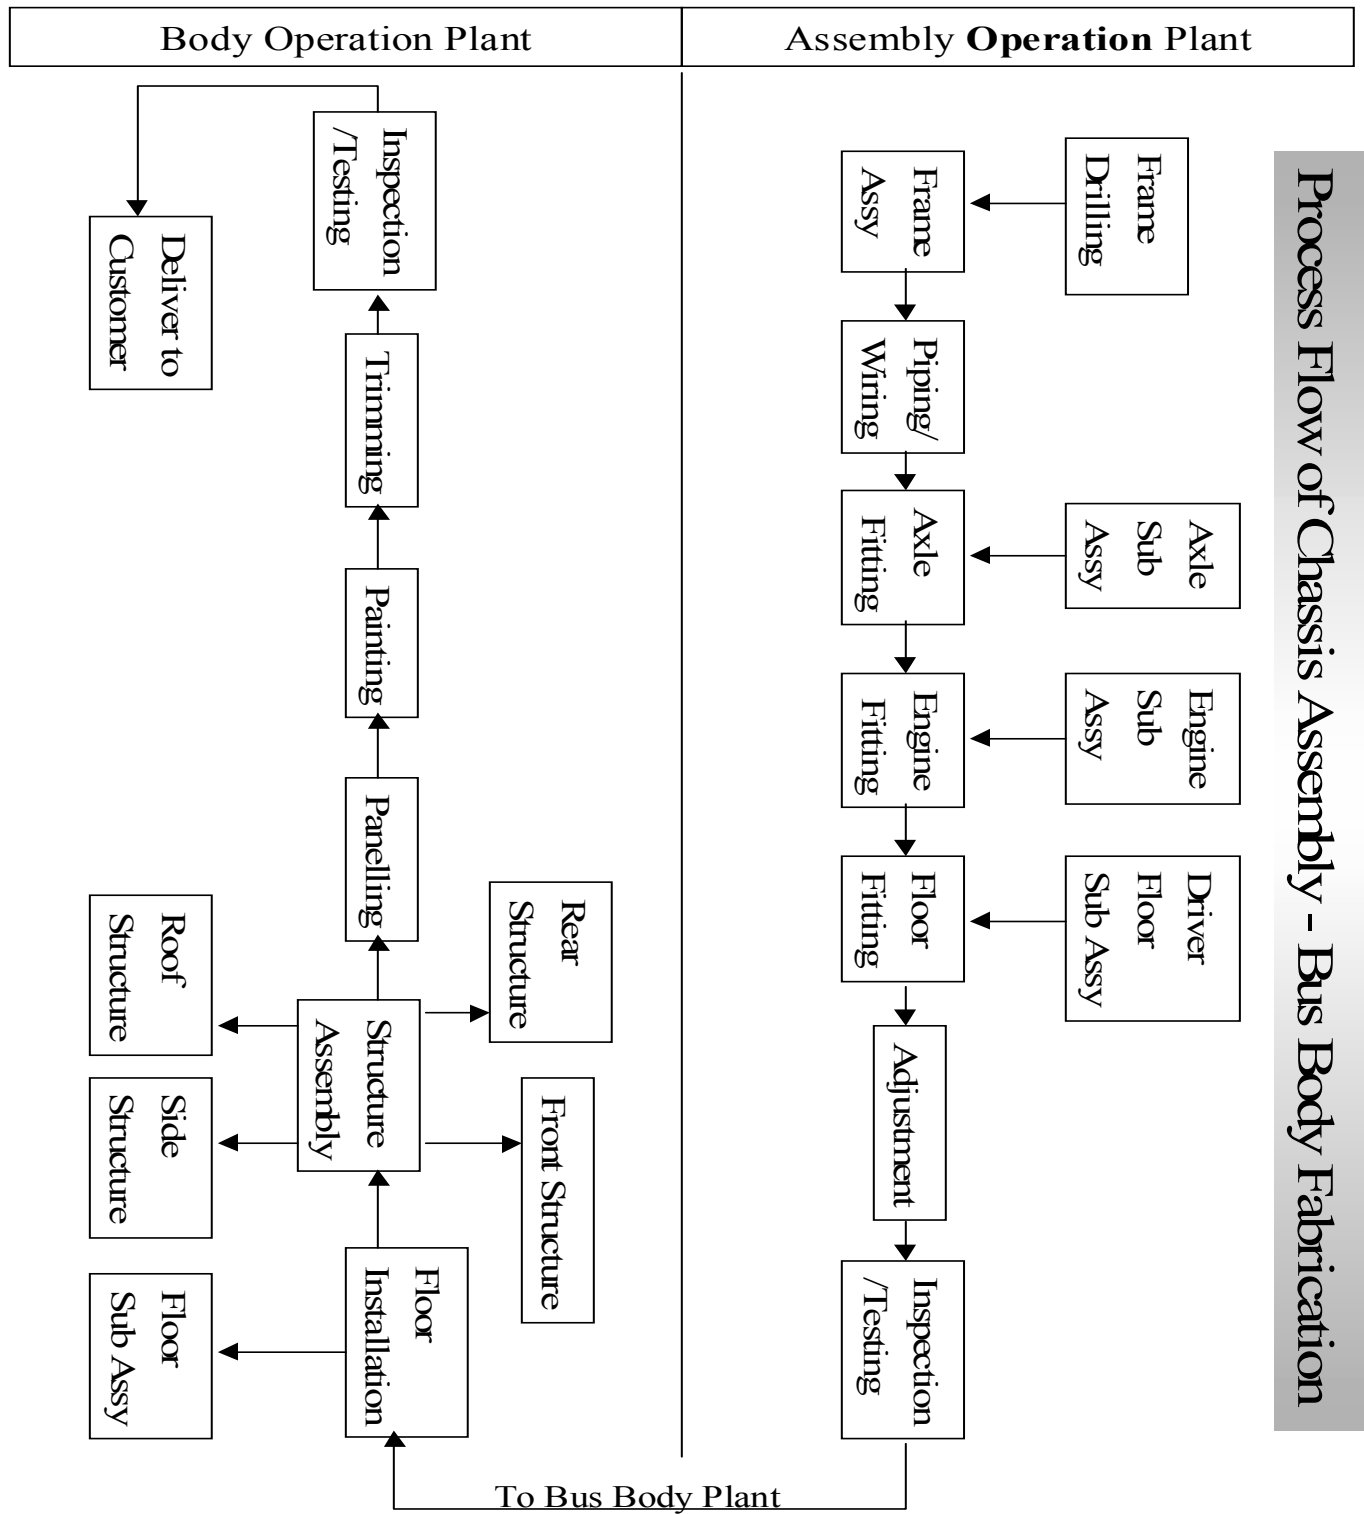 Body Operation Plant
Assembly Operation Plant
Process Flow of Chassis Assembly - Bus Body Fabrication
Frame
Drilling
Frame
Assy
Piping/
Wiring
Axle
Sub
Assy
Axle
Fitting
Engine
Sub
Assy
Engine
Fitting
Driver
Floor
Sub Assy
Floor
Fitting
Adjustment
Inspection
/Testing
To Bus Body Plant
Floor
Installation
Floor
Sub Assy
Structure
Assembly
Front Structure
Rear
Structure
Side
Structure
Roof
Structure
Panelling
Painting
Trimming
Inspection
/Testing
Deliver to
Customer